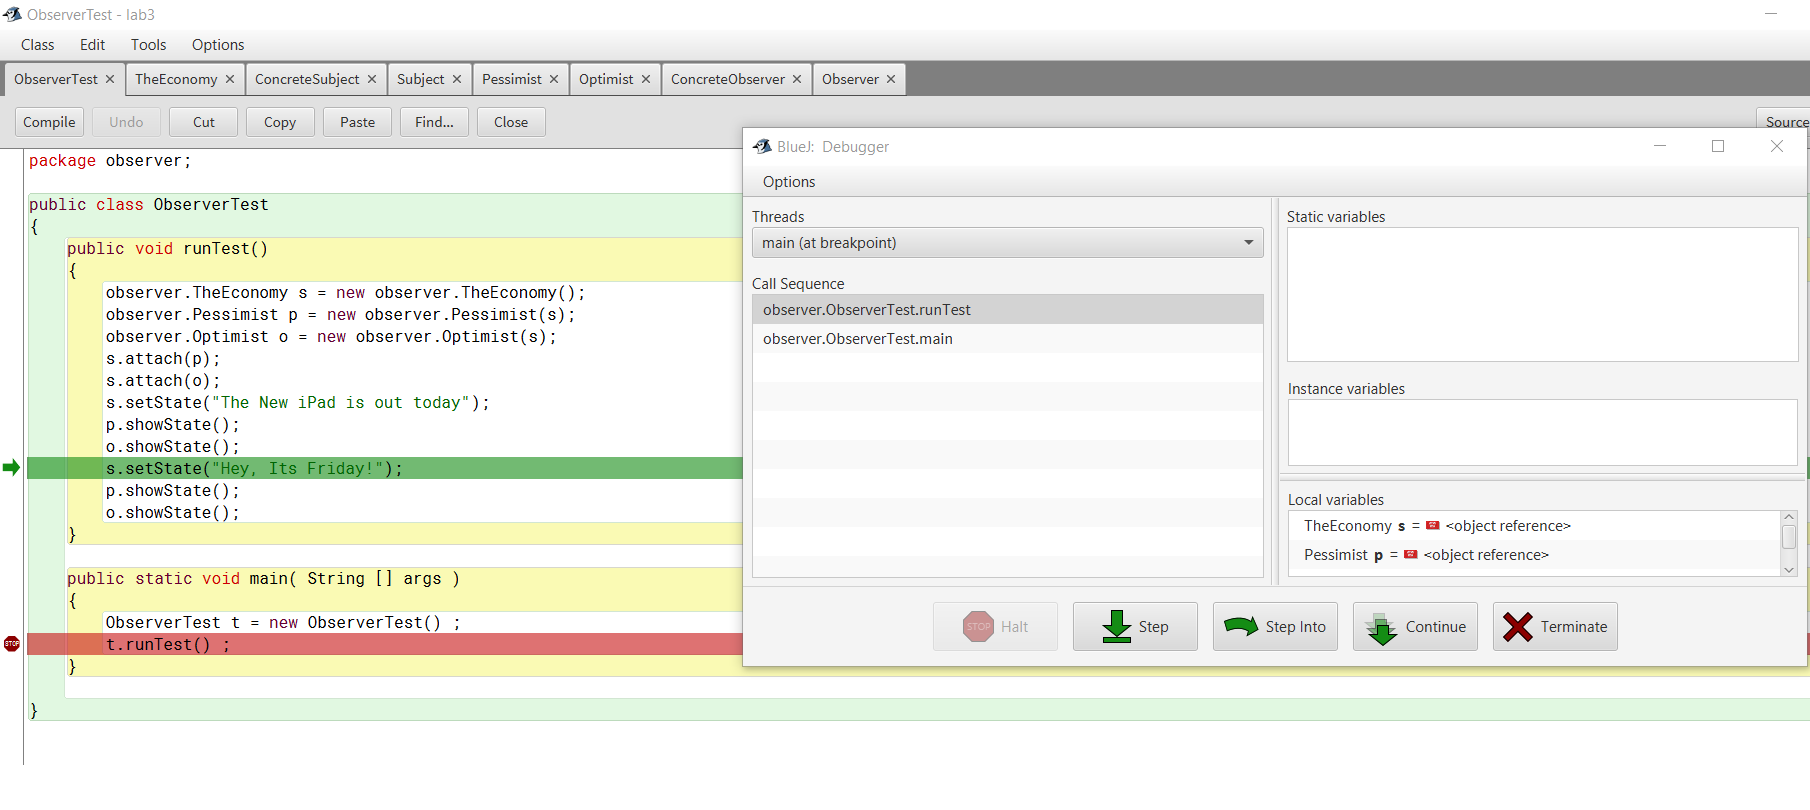 ObserverTest - lab3
Class Edit Tools Options
ObserverTest × TheEconomy × ConcreteSubject × Subject × Pessimist × Optimist × ConcreteObserver × Observer ×
Compile Undo Cut Copy Paste Find... Close Source
package observer;
public class ObserverTest
{
public void runTest()
{
observer.TheEconomy s = new observer.TheEconomy();
observer.Pessimist p = new observer.Pessimist(s);
observer.Optimist o = new observer.Optimist(s);
s.attach(p);
s.attach(o);
s.setState("The New iPad is out today");
p.showState();
o.showState();
s.setState("Hey, Its Friday!");
p.showState();
o.showState();
}
public static void main( String [] args )
{
ObserverTest t = new ObserverTest() ;
STOP t.runTest() ;
}
}
BlueJ: Debugger
Options
Threads
main (at breakpoint)
Call Sequence
observer.ObserverTest.runTest
observer.ObserverTest.main
Static variables
Instance variables
Local variables
TheEconomy s = <object reference>
Pessimist p = <object reference>
STOP Halt Step Step Into Continue Terminate